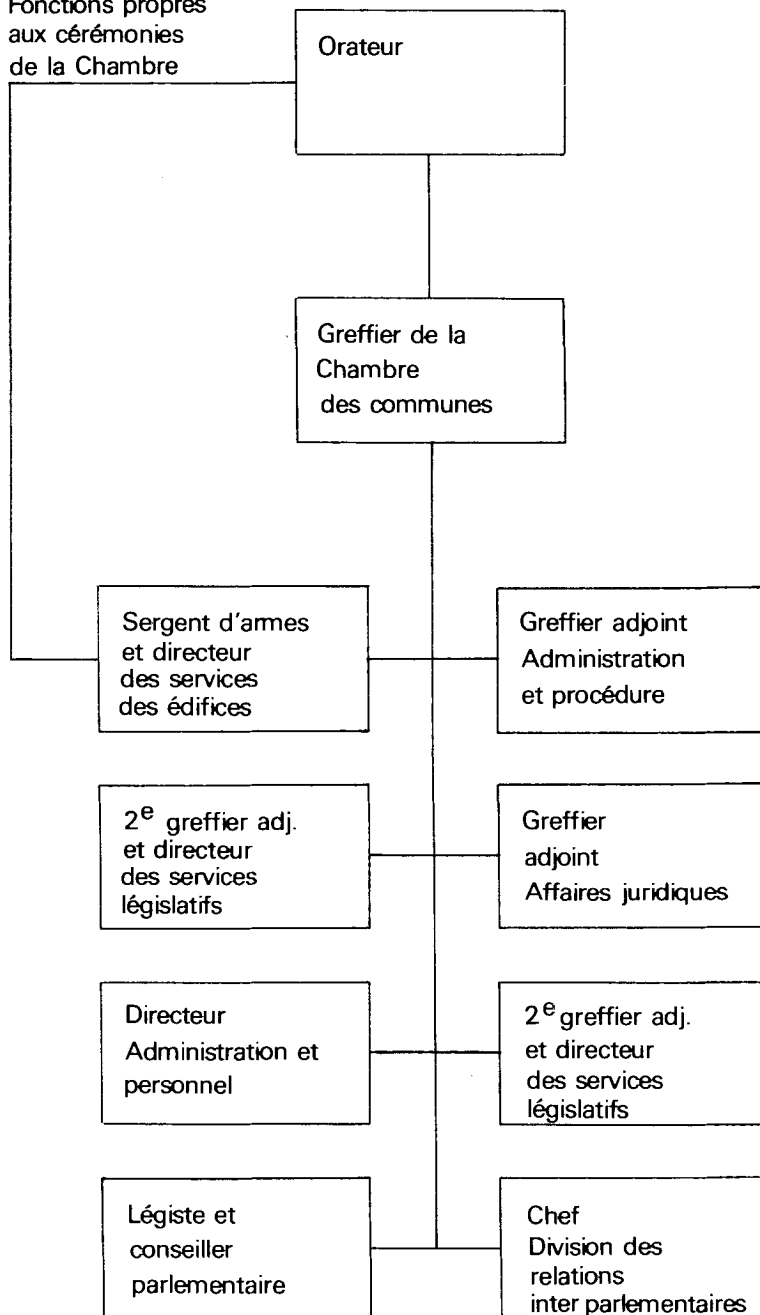 Fonctions propres
aux cérémonies
de la Chambre
Orateur
Greffier de la
Chambre
des communes
Sergent d'armes
et directeur
des services
des édifices
Greffier adjoint
Administration
et procédure
2e greffier adj.
et directeur
des services
législatifs
Greffier
adjoint
Affaires juridiques
Directeur
Administration et
personnel
2e greffier adj.
et directeur
des services
législatifs
Légiste et
conseiller
parlementaire
Chef
Division des
relations
inter parlementaires